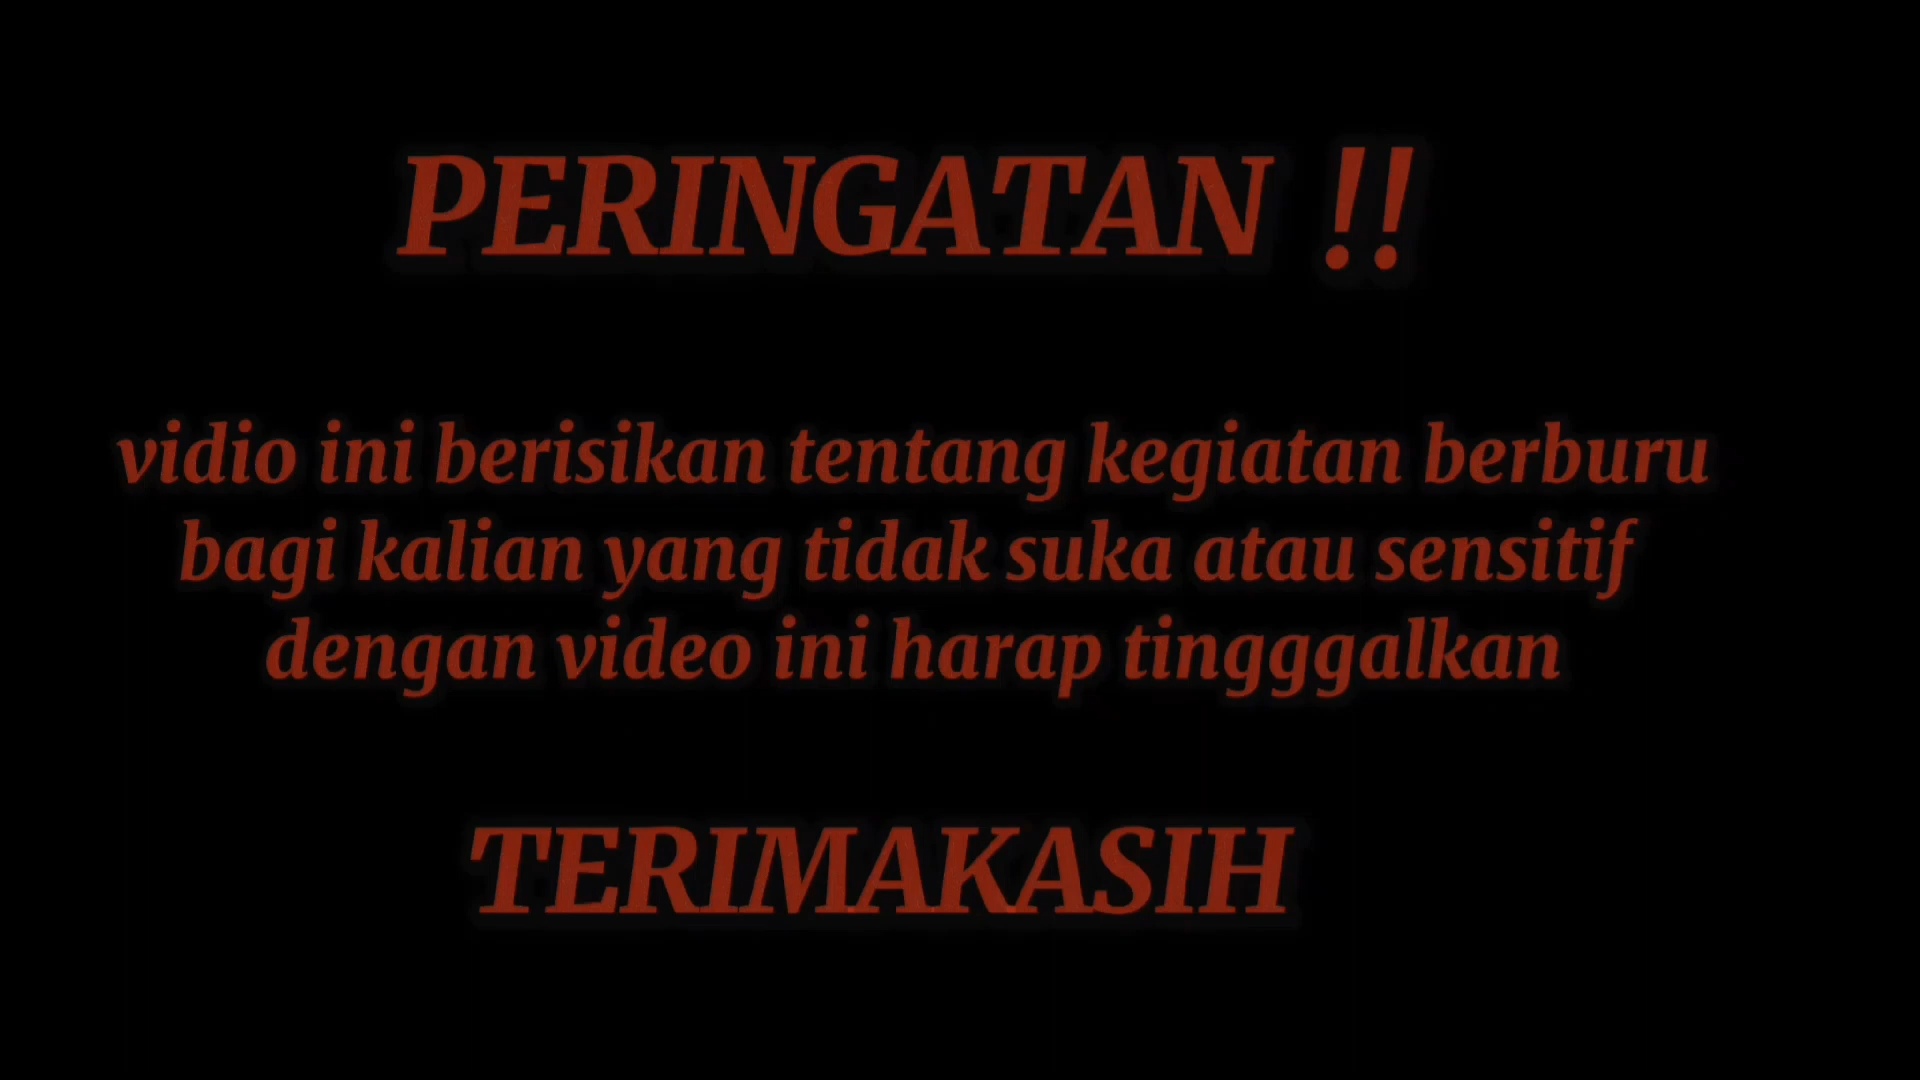 PERINGATAN !!
vidio ini berisikan tentang kegiatan berburu
bagi kalian yang tidak suka atau sensitif
dengan video ini harap tingggalkan
TERIMAKASIH